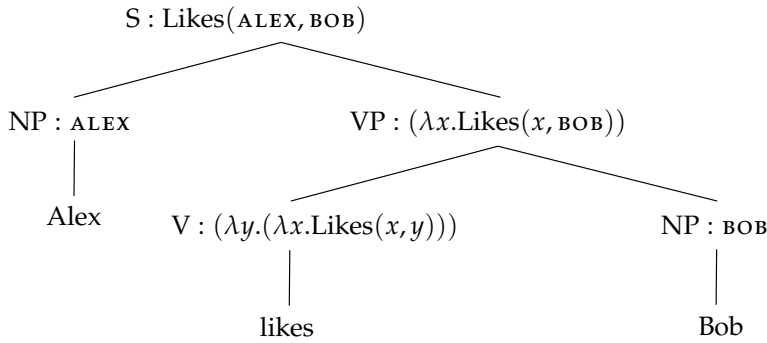 S : Likes(ALEX, BOB)
NP : ALEX VP : (λx.Likes(x, BOB))
Alex V : (λy.(λx.Likes(x, y))) NP : BOB
likes Bob